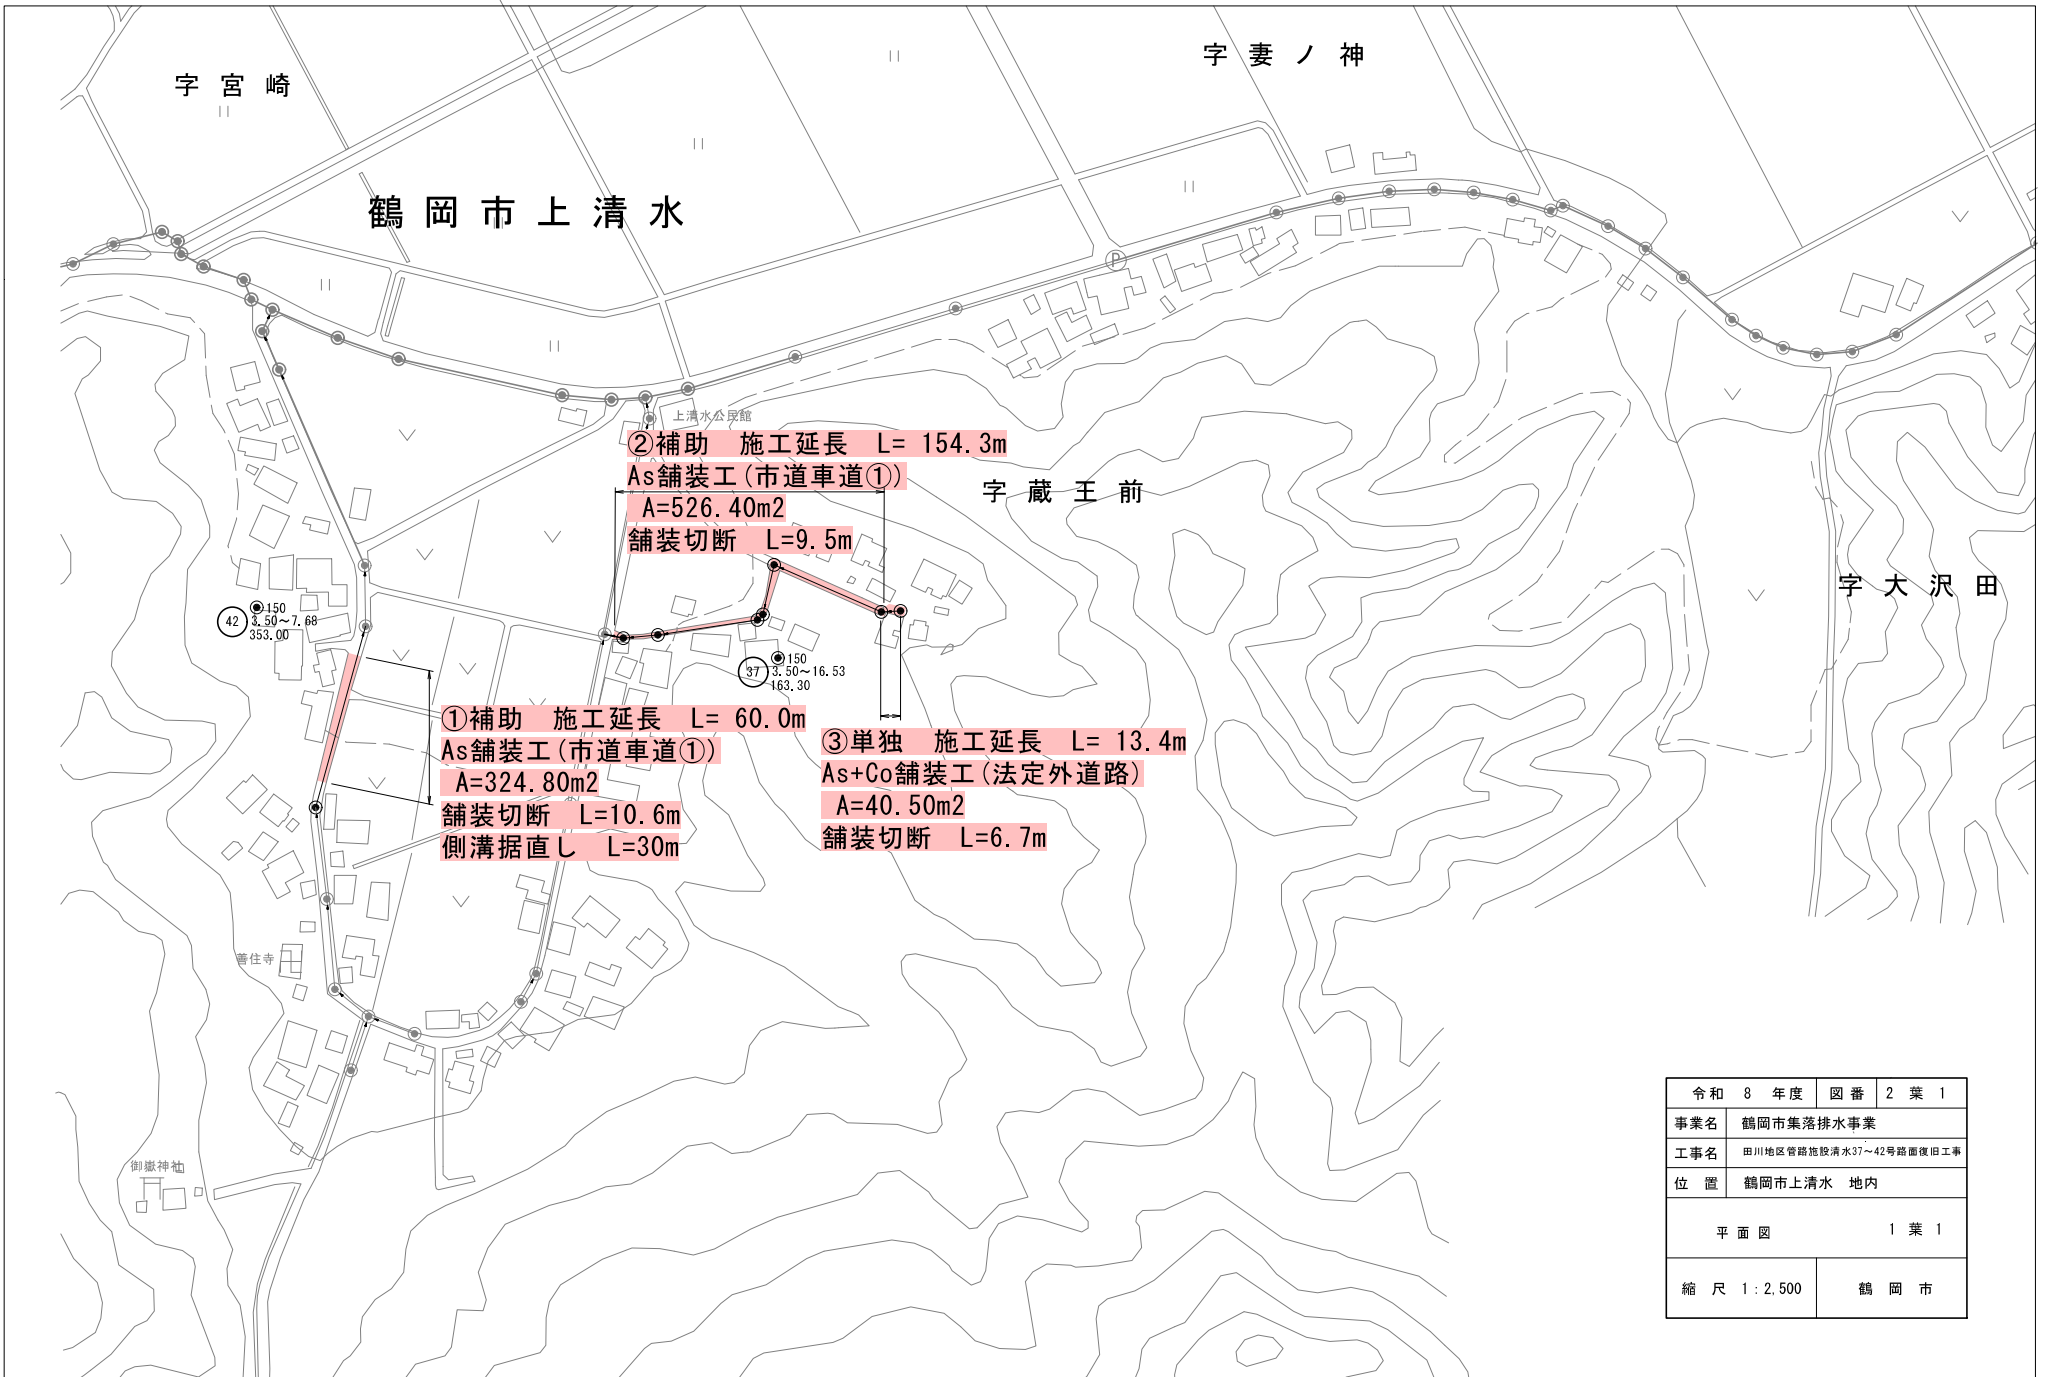 字妻ノ神
字宮崎
鶴岡市上清水
P
上清水公民館
②補助　施工延長　L= 154.3m
As舗装工(市道車道①)
A=526.40m2
舗装切断　L=9.5m
字蔵王前
字大沢田
42
150
3.50～7.68
353.00
37
150
3.50～16.53
163.30
①補助　施工延長　L= 60.0m
As舗装工(市道車道①)
A=324.80m2
舗装切断　L=10.6m
側溝据直し　L=30m
③単独　施工延長　L= 13.4m
As+Co舗装工(法定外道路)
A=40.50m2
舗装切断　L=6.7m
善住寺
御嶽神社
令和　8　年度　図番　2　葉　1
事業名　鶴岡市集落排水事業
工事名　田川地区管路施設清水37～42号路面復旧工事
位　置　鶴岡市上清水　地内
平面図　1　葉　1
縮　尺　1：2,500　鶴　岡　市